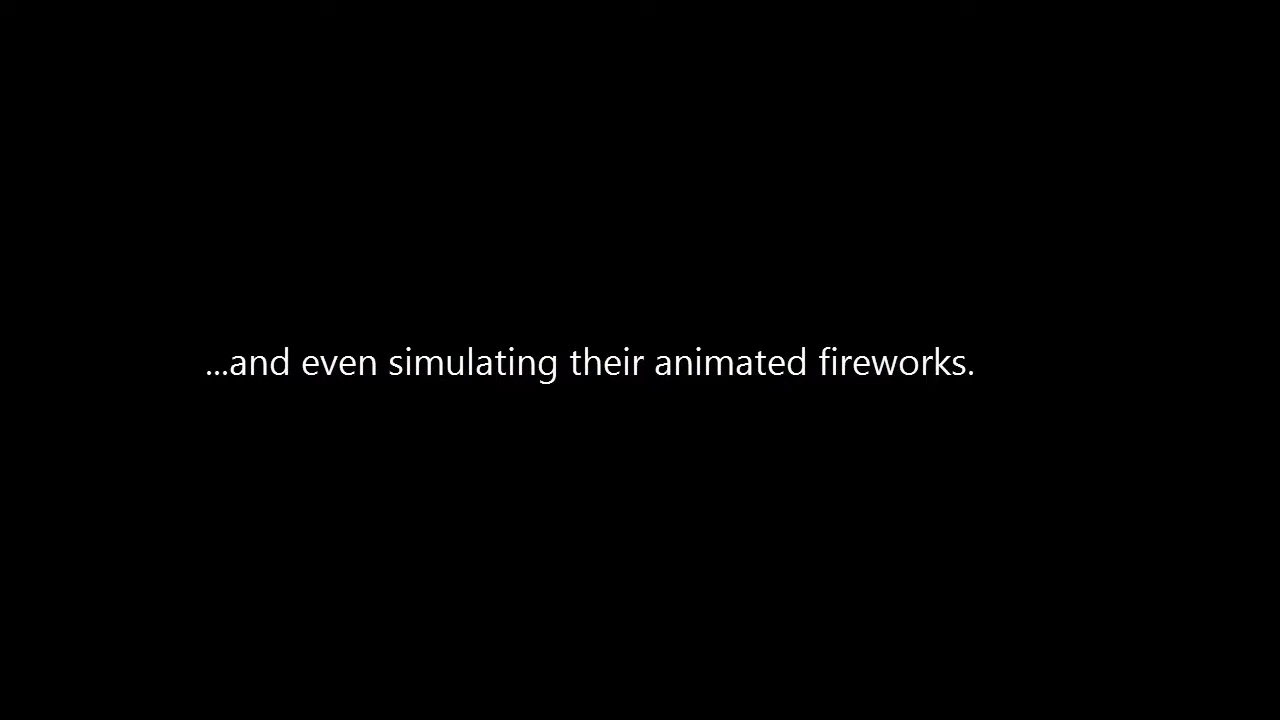 ...and even simulating their animated fireworks.